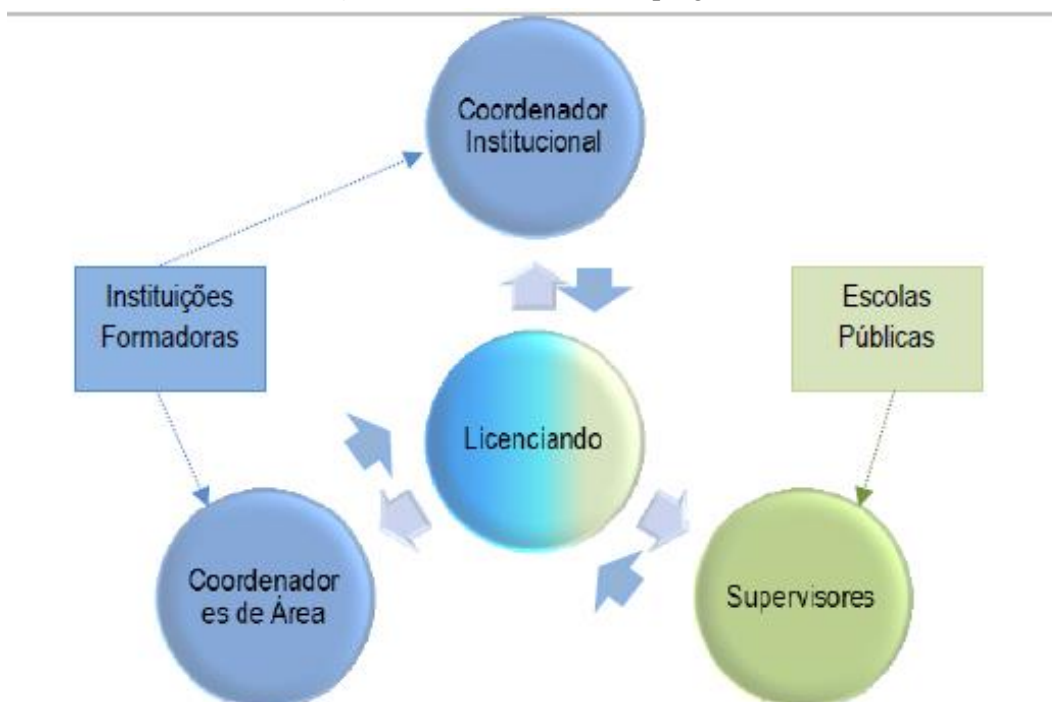 Coordenador
Institucional
Instituições
Formadoras
Escolas
Públicas
Licenciando
Coordenador
es de Área
Supervisores